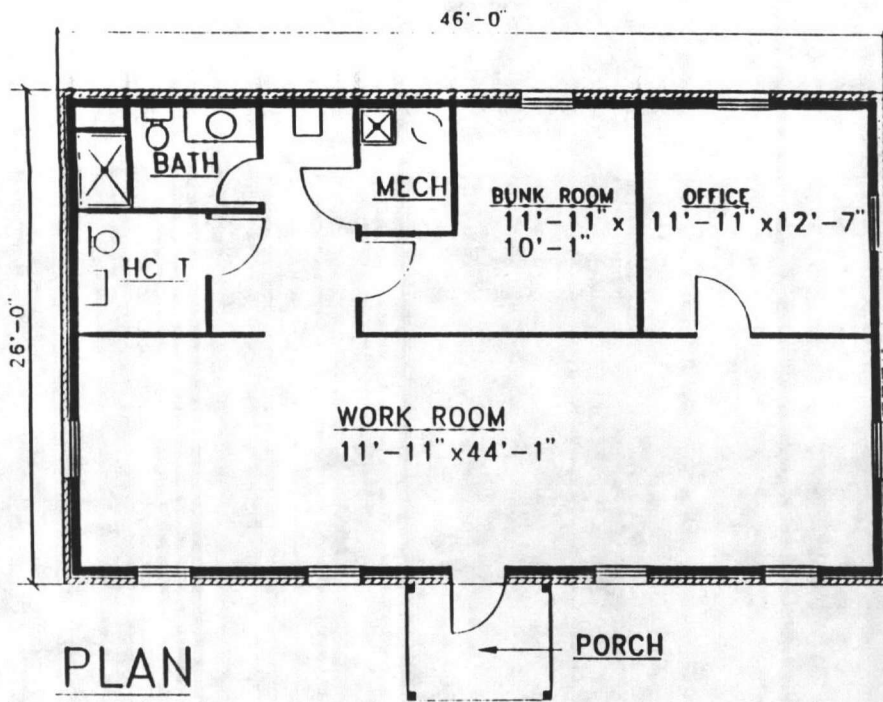 46'-0"
26'-0"
BATH
MECH
BUNK ROOM
11'-11" x
10'-1"
OFFICE
11'-11" x12'-7"
HC T
WORK ROOM
11'-11" x44'-1"
PORCH
PLAN